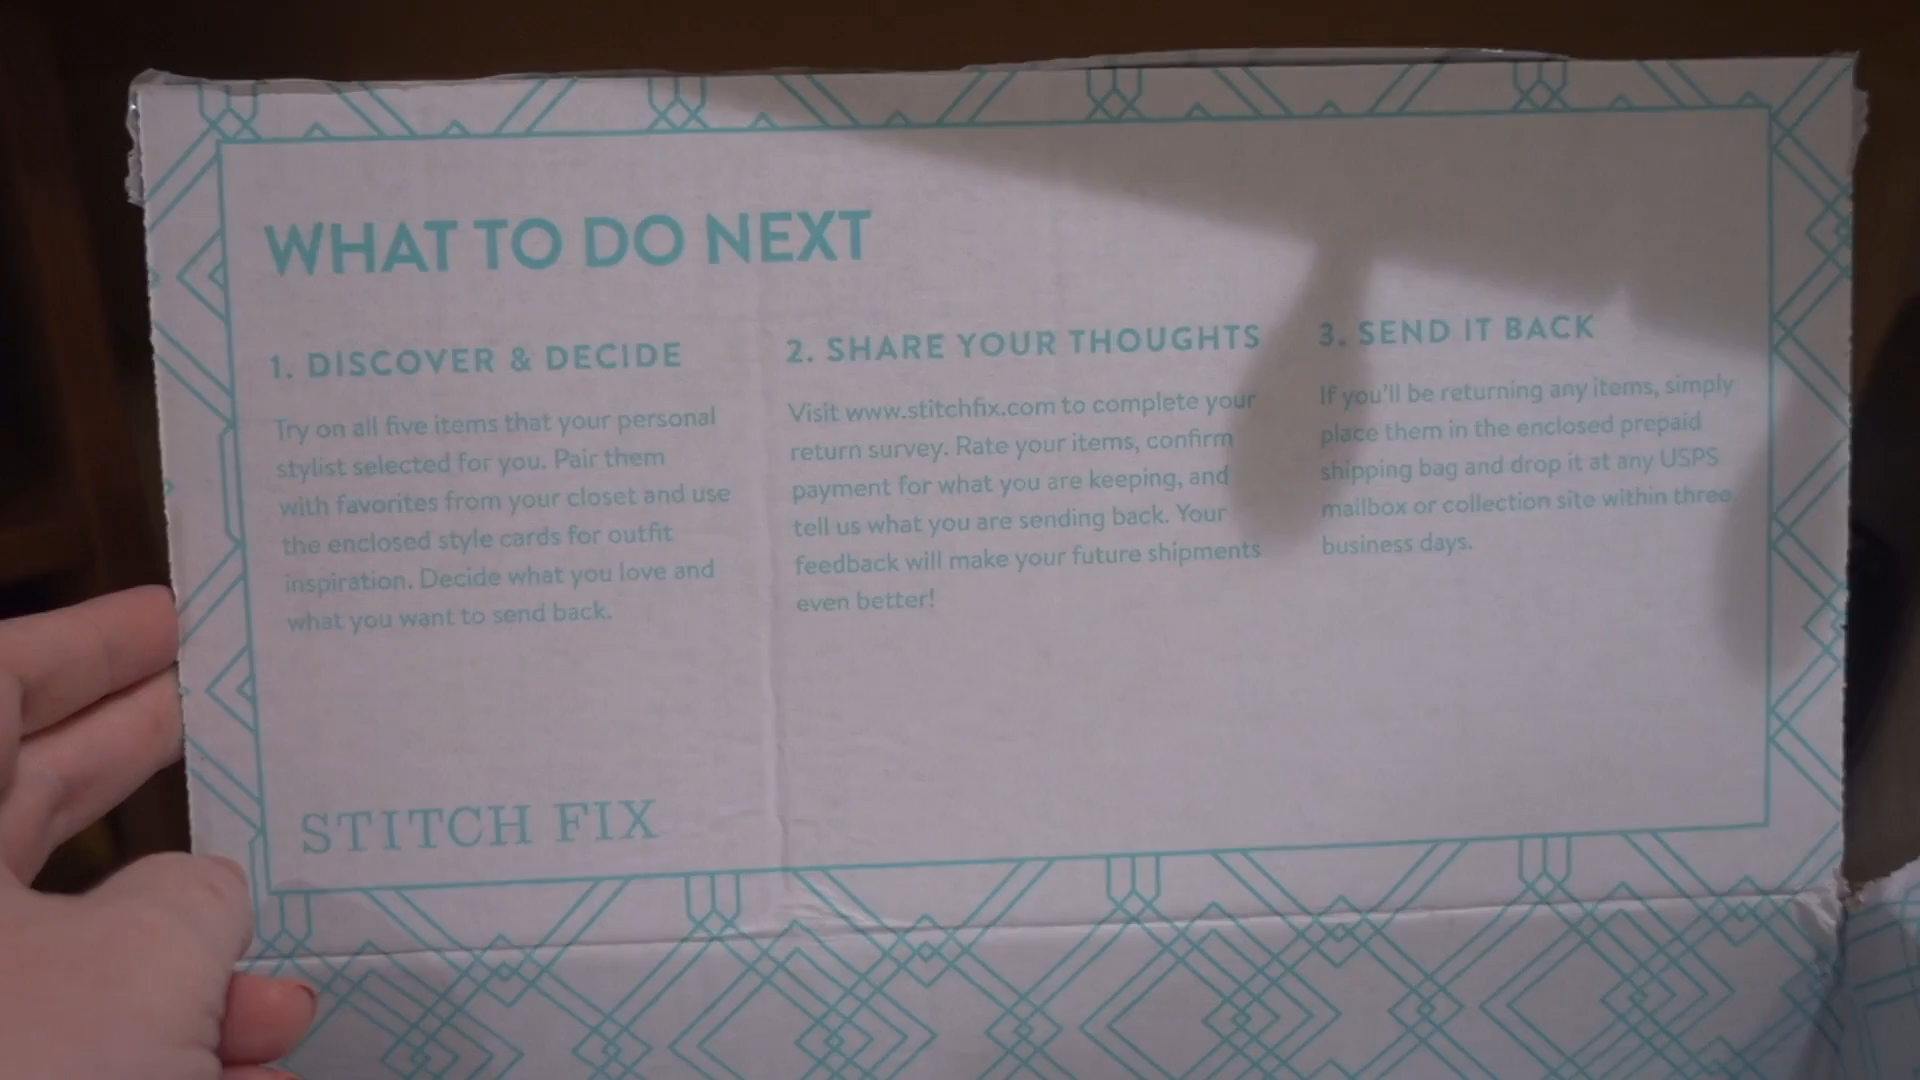 WHAT TO DO NEXT
1. DISCOVER & DECIDE
Try on all five items that your personal
stylist selected for you. Pair them
with favorites from your closet and use
the enclosed style cards for outfit
inspiration. Decide what you love and
what you want to send back.
2. SHARE YOUR THOUGHTS
Visit www.stitchfix.com to complete your
return survey. Rate your items, confirm
payment for what you are keeping, and
tell us what you are sending back. Your
feedback will make your future shipments
even better!
3. SEND IT BACK
If you'll be returning any items, simply
place them in the enclosed prepaid
shipping bag and drop it at any USPS
mailbox or collection site within three
business days.
STITCH FIX